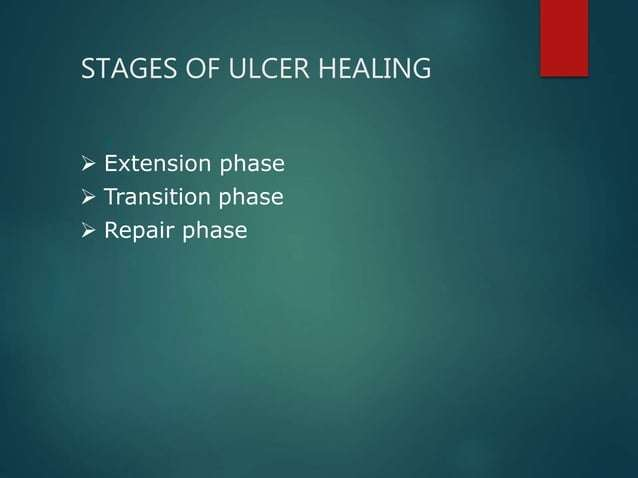 STAGES OF ULCER HEALING
➢ Extension phase
➢ Transition phase
➢ Repair phase